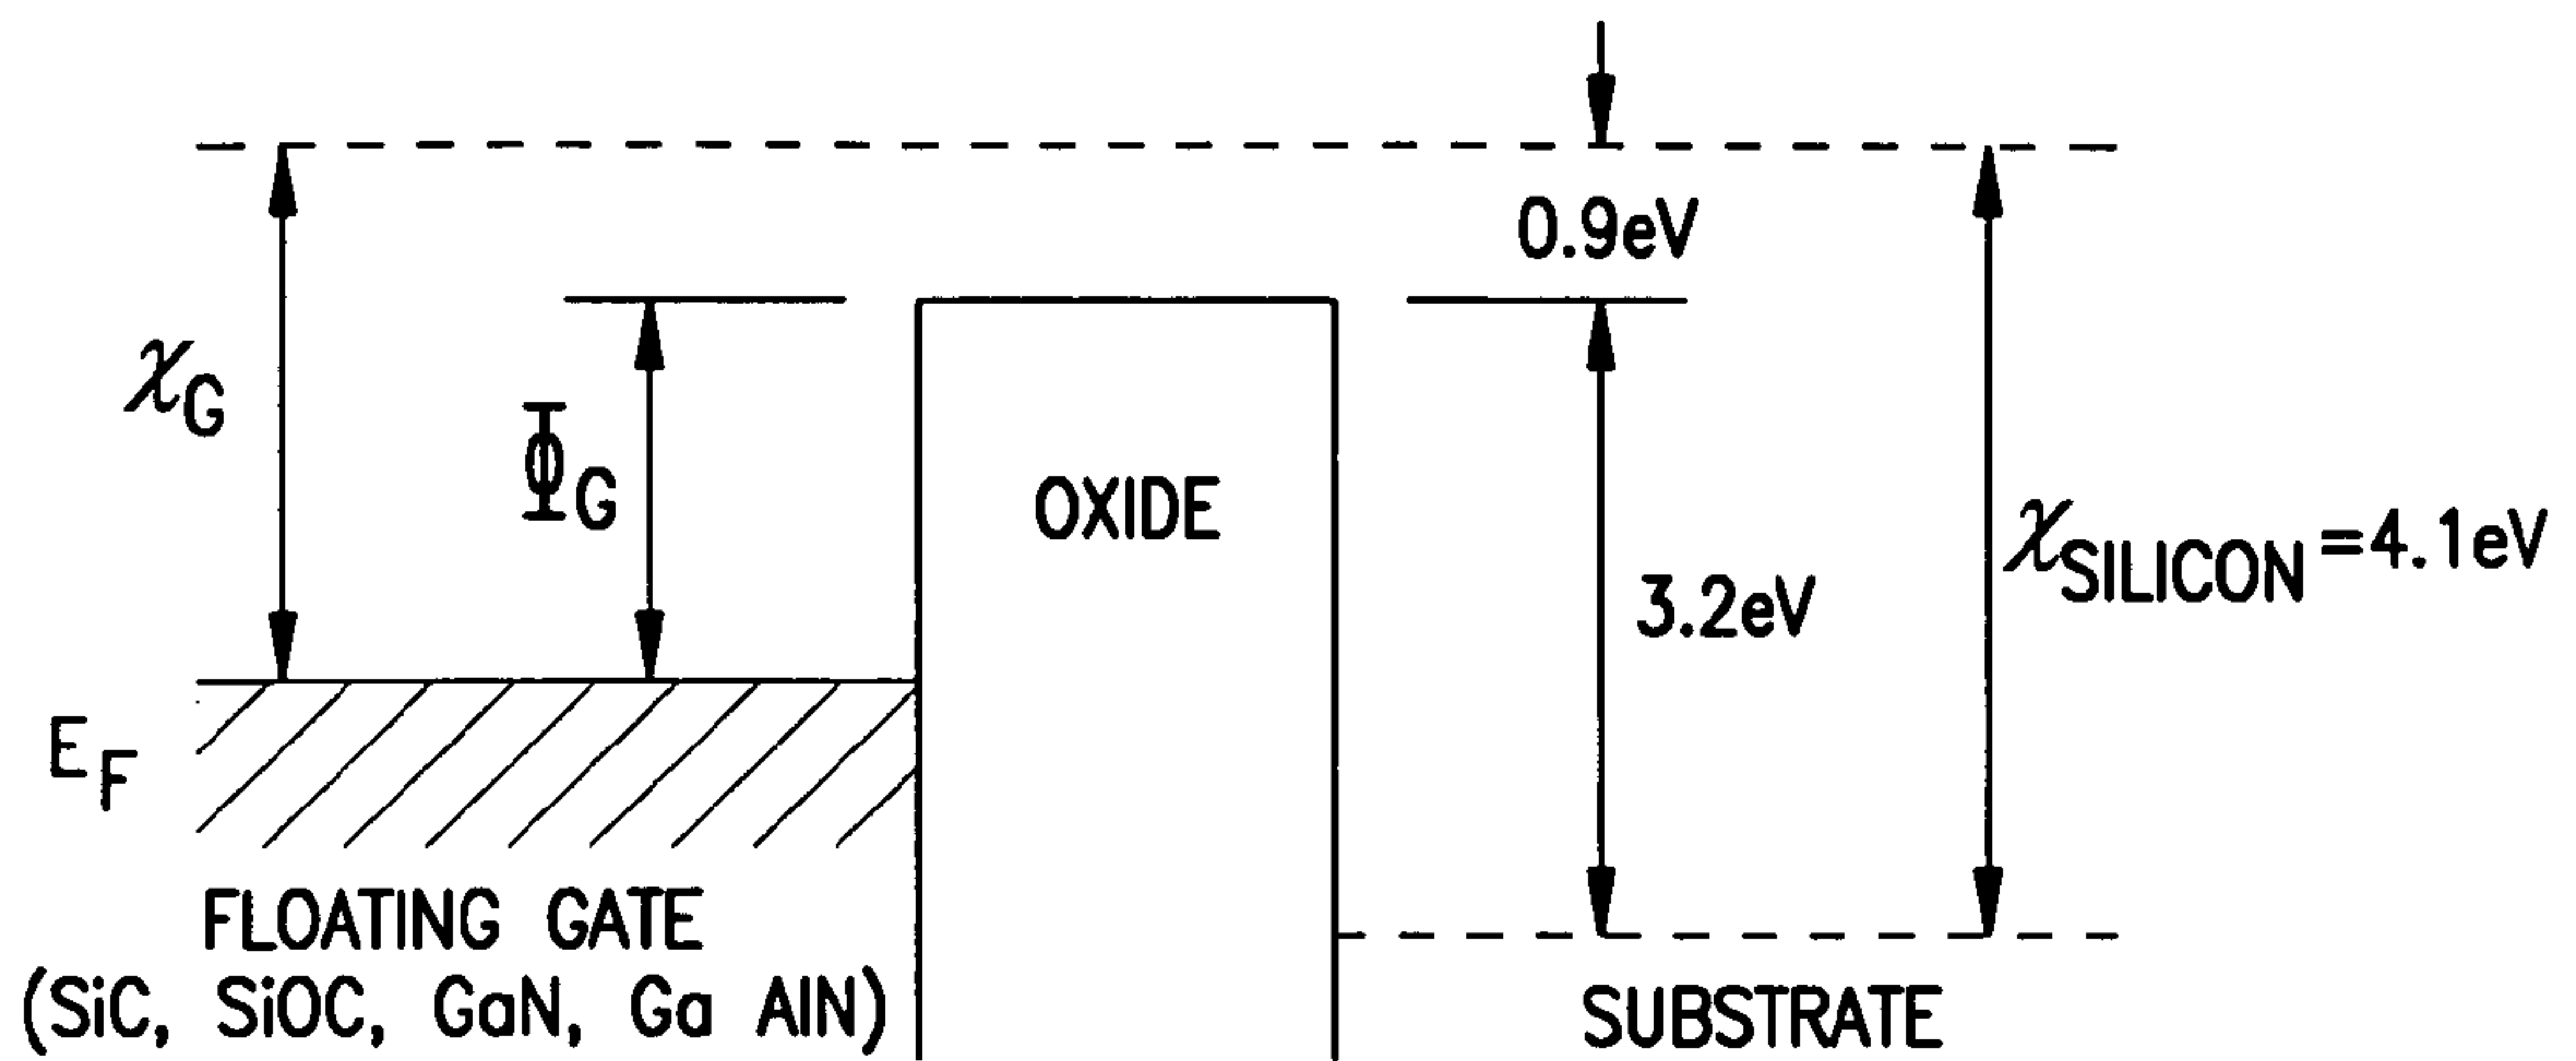 0.9eV
χG
ΦG
OXIDE
3.2eV
χSILICON=4.1eV
EF
FLOATING GATE
(SiC, SiOC, GaN, Ga AlN)
SUBSTRATE